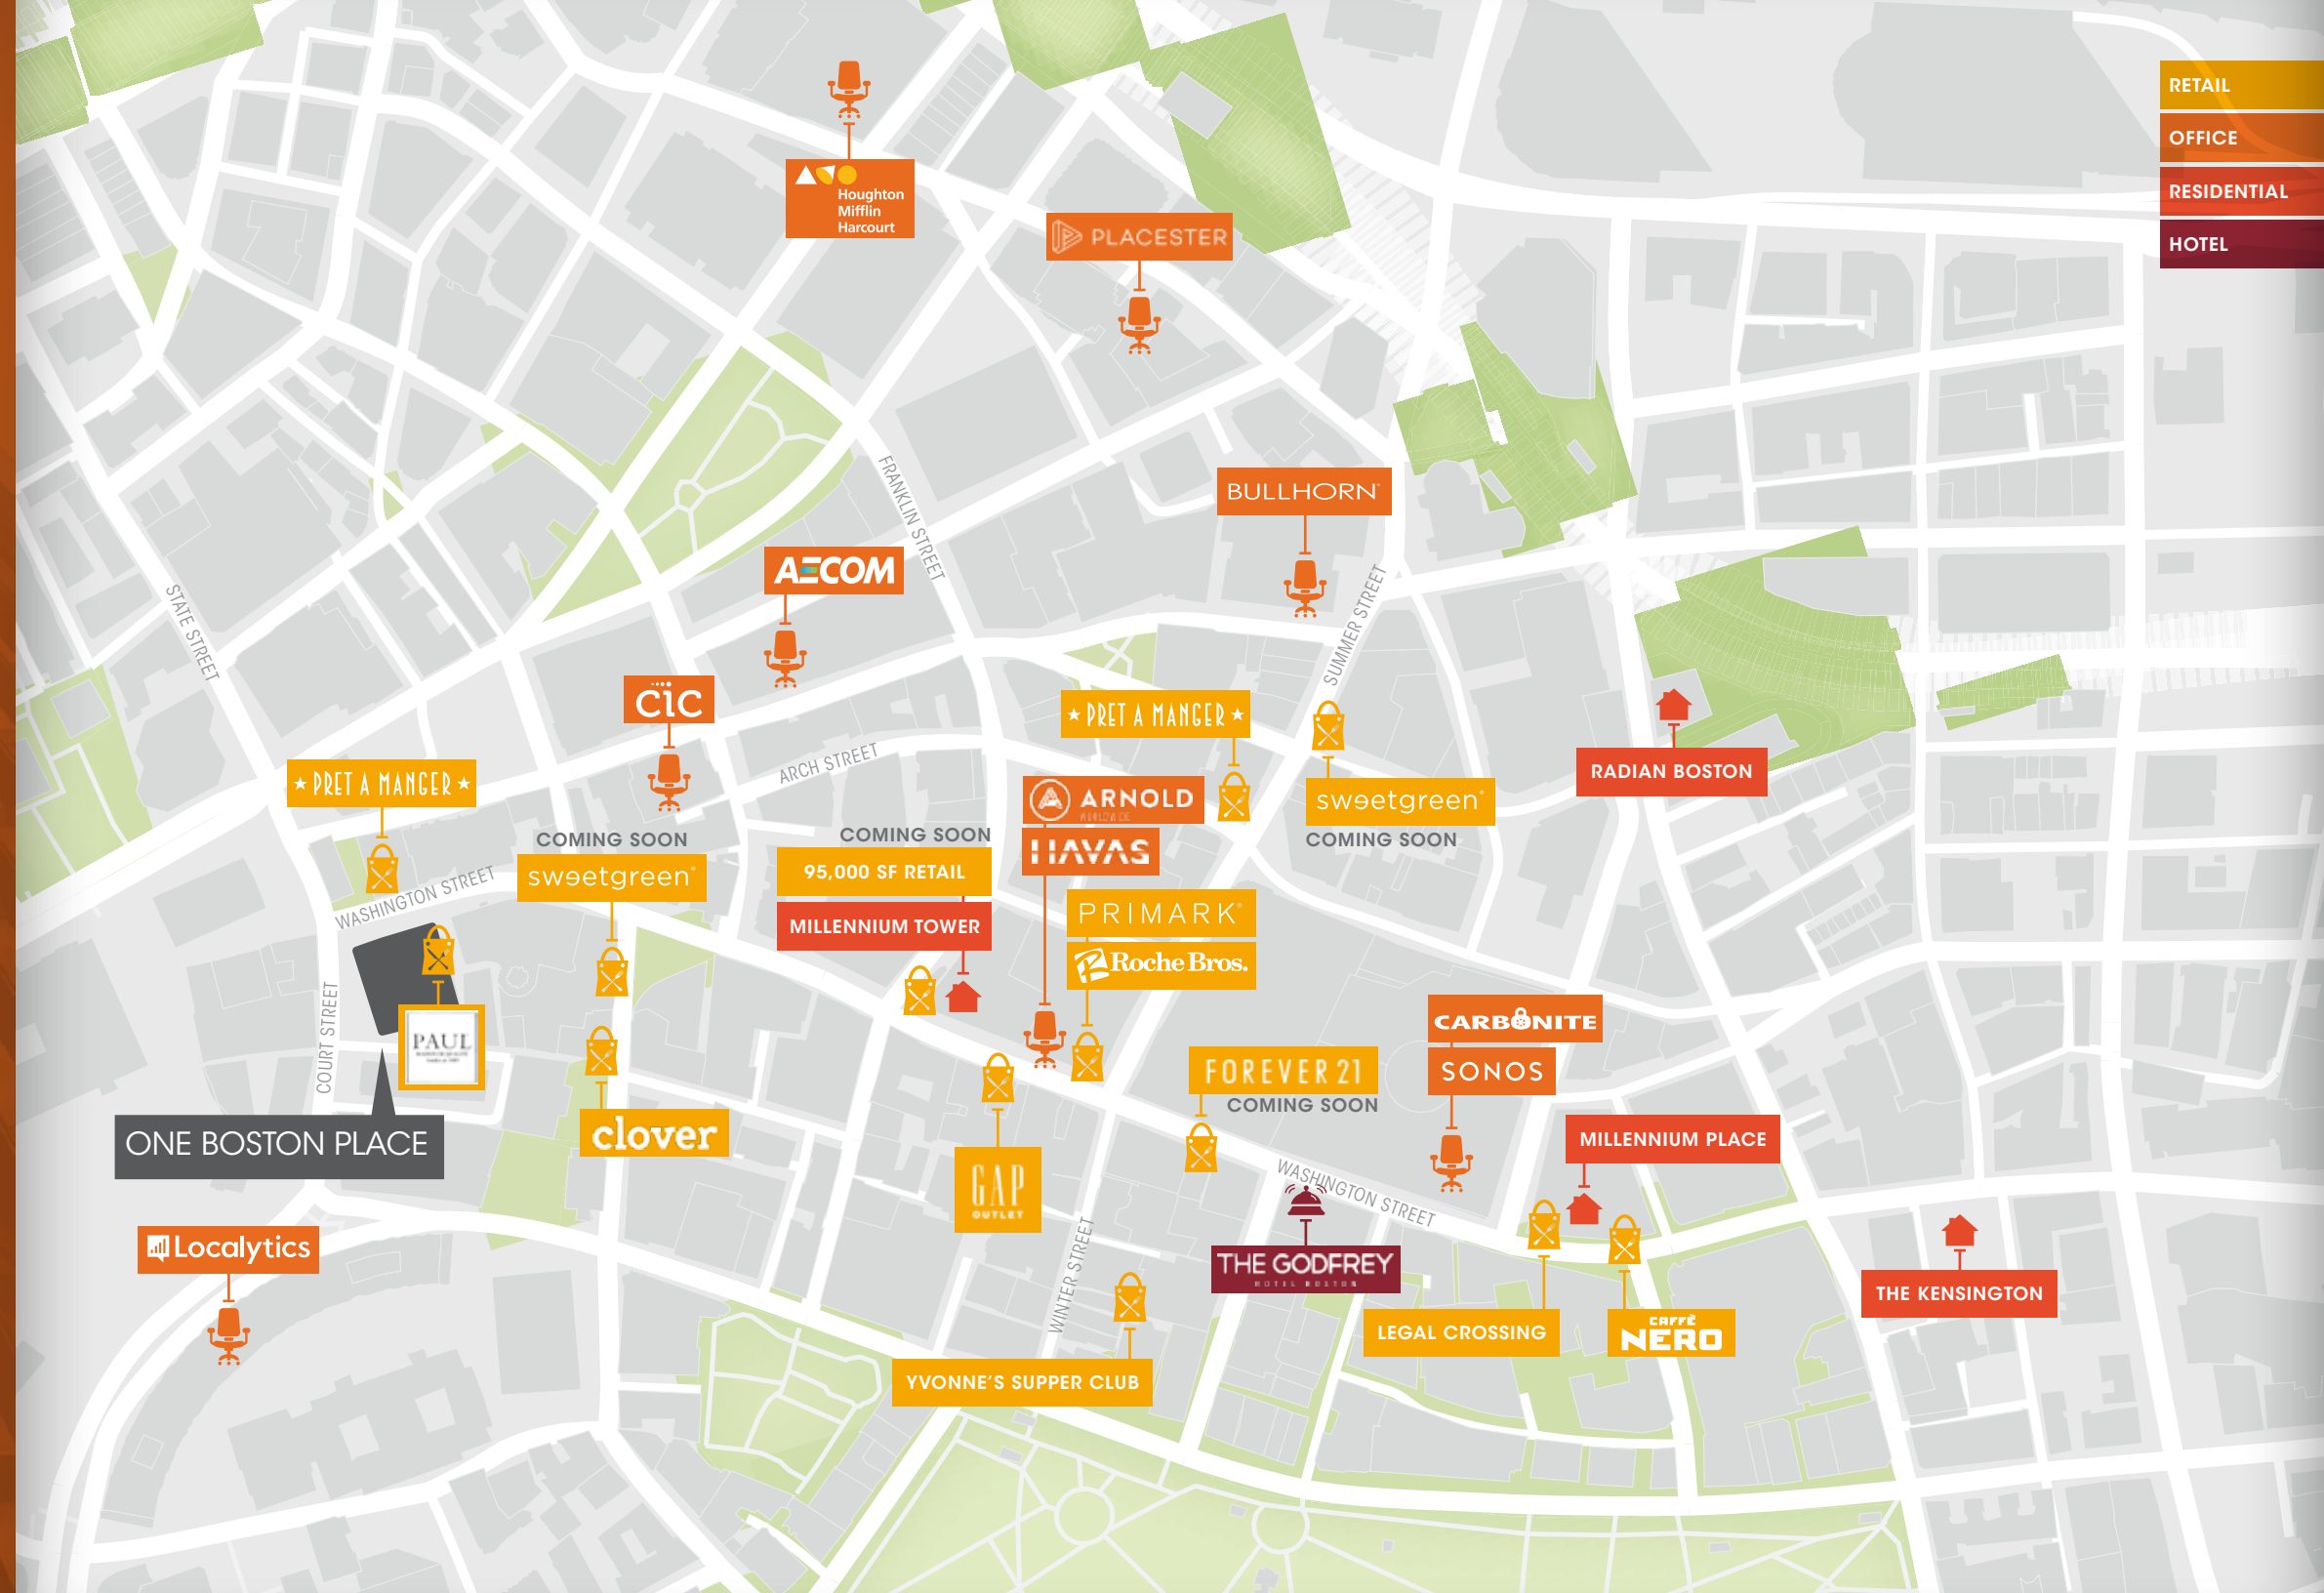 RETAIL
OFFICE
RESIDENTIAL
HOTEL
Houghton
Mifflin
Harcourt
PLACESTER
BULLHORN
FRANKLIN STREET
AECOM
STATE STREET
SUMMER STREET
cic
★ PRET A MANGER ★
ARCH STREET
RADIAN BOSTON
★ PRET A MANGER ★
ARNOLD
WORLDWIDE
sweetgreen
COMING SOON
HAVAS
COMING SOON
sweetgreen
COMING SOON
95,000 SF RETAIL
MILLENNIUM TOWER
WASHINGTON STREET
PRIMARK
Roche Bros.
COURT STREET
PAUL
CARBONITE
SONOS
FOREVER 21
COMING SOON
ONE BOSTON PLACE
clover
MILLENNIUM PLACE
GAP
OUTLET
WASHINGTON STREET
WINTER STREET
Localytics
THE GODFREY
HOTEL BOSTON
THE KENSINGTON
LEGAL CROSSING
CAFFÈ
NERO
YVONNE'S SUPPER CLUB